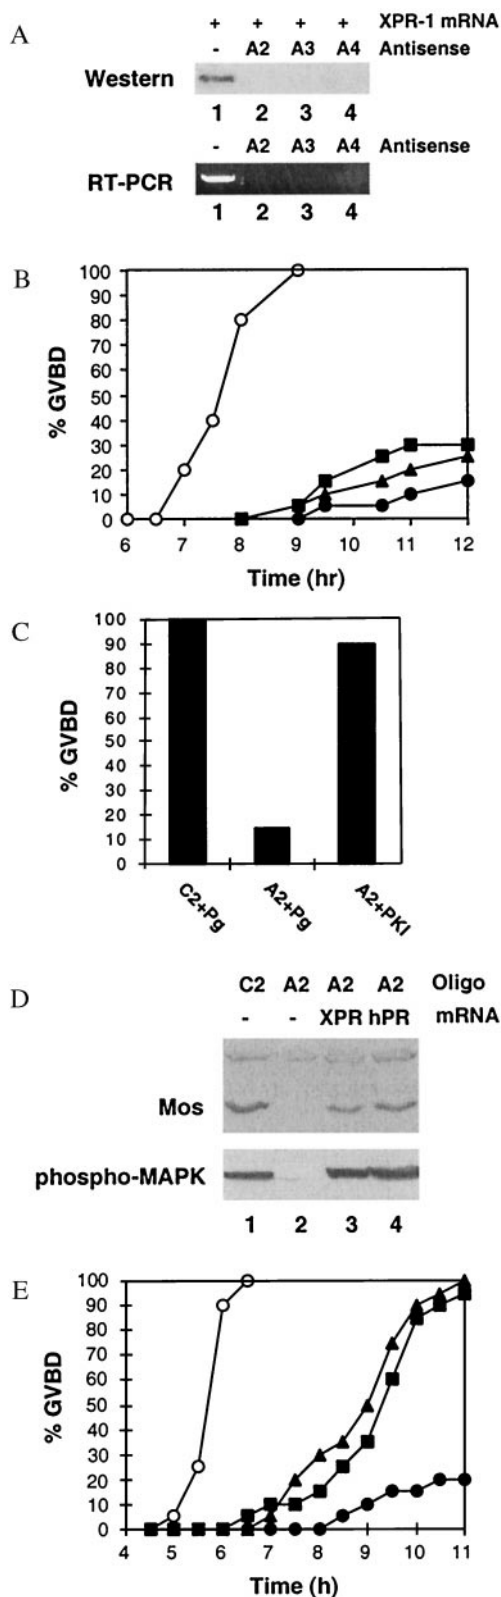 A
+ + + + XPR-1 mRNA
- A2 A3 A4 Antisense
Western
1 2 3 4
- A2 A3 A4 Antisense
RT-PCR
1 2 3 4
B
100
90
80
70
60
50
40
30
20
10
0
% GVBD
6 7 8 9 10 11 12
Time (hr)
C
100
90
80
70
60
50
40
30
20
10
0
% GVBD
C2+Pg A2+Pg A2+PKI
D
C2 A2 A2 A2 Oligo
- - XPR hPR mRNA
Mos
phospho-MAPK
1 2 3 4
E
100
90
80
70
60
50
40
30
20
10
0
% GVBD
4 5 6 7 8 9 10 11
Time (h)